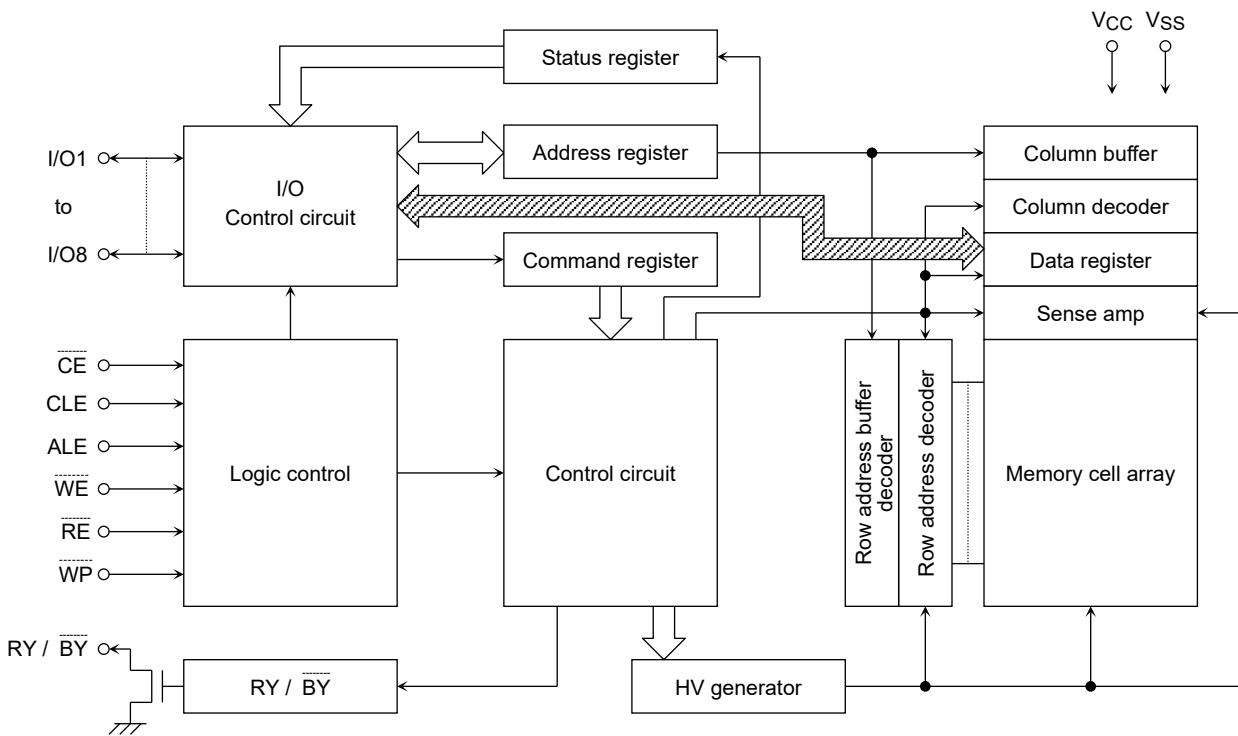 VCC VSS
Status register
I/O1
to
I/O8
I/O
Control circuit
Address register
Command register
Column buffer
Column decoder
Data register
Sense amp
CE
CLE
ALE
WE
RE
WP
Logic control
Control circuit
Row address buffer
decoder
Row address decoder
Memory cell array
RY / BY
RY / BY
HV generator